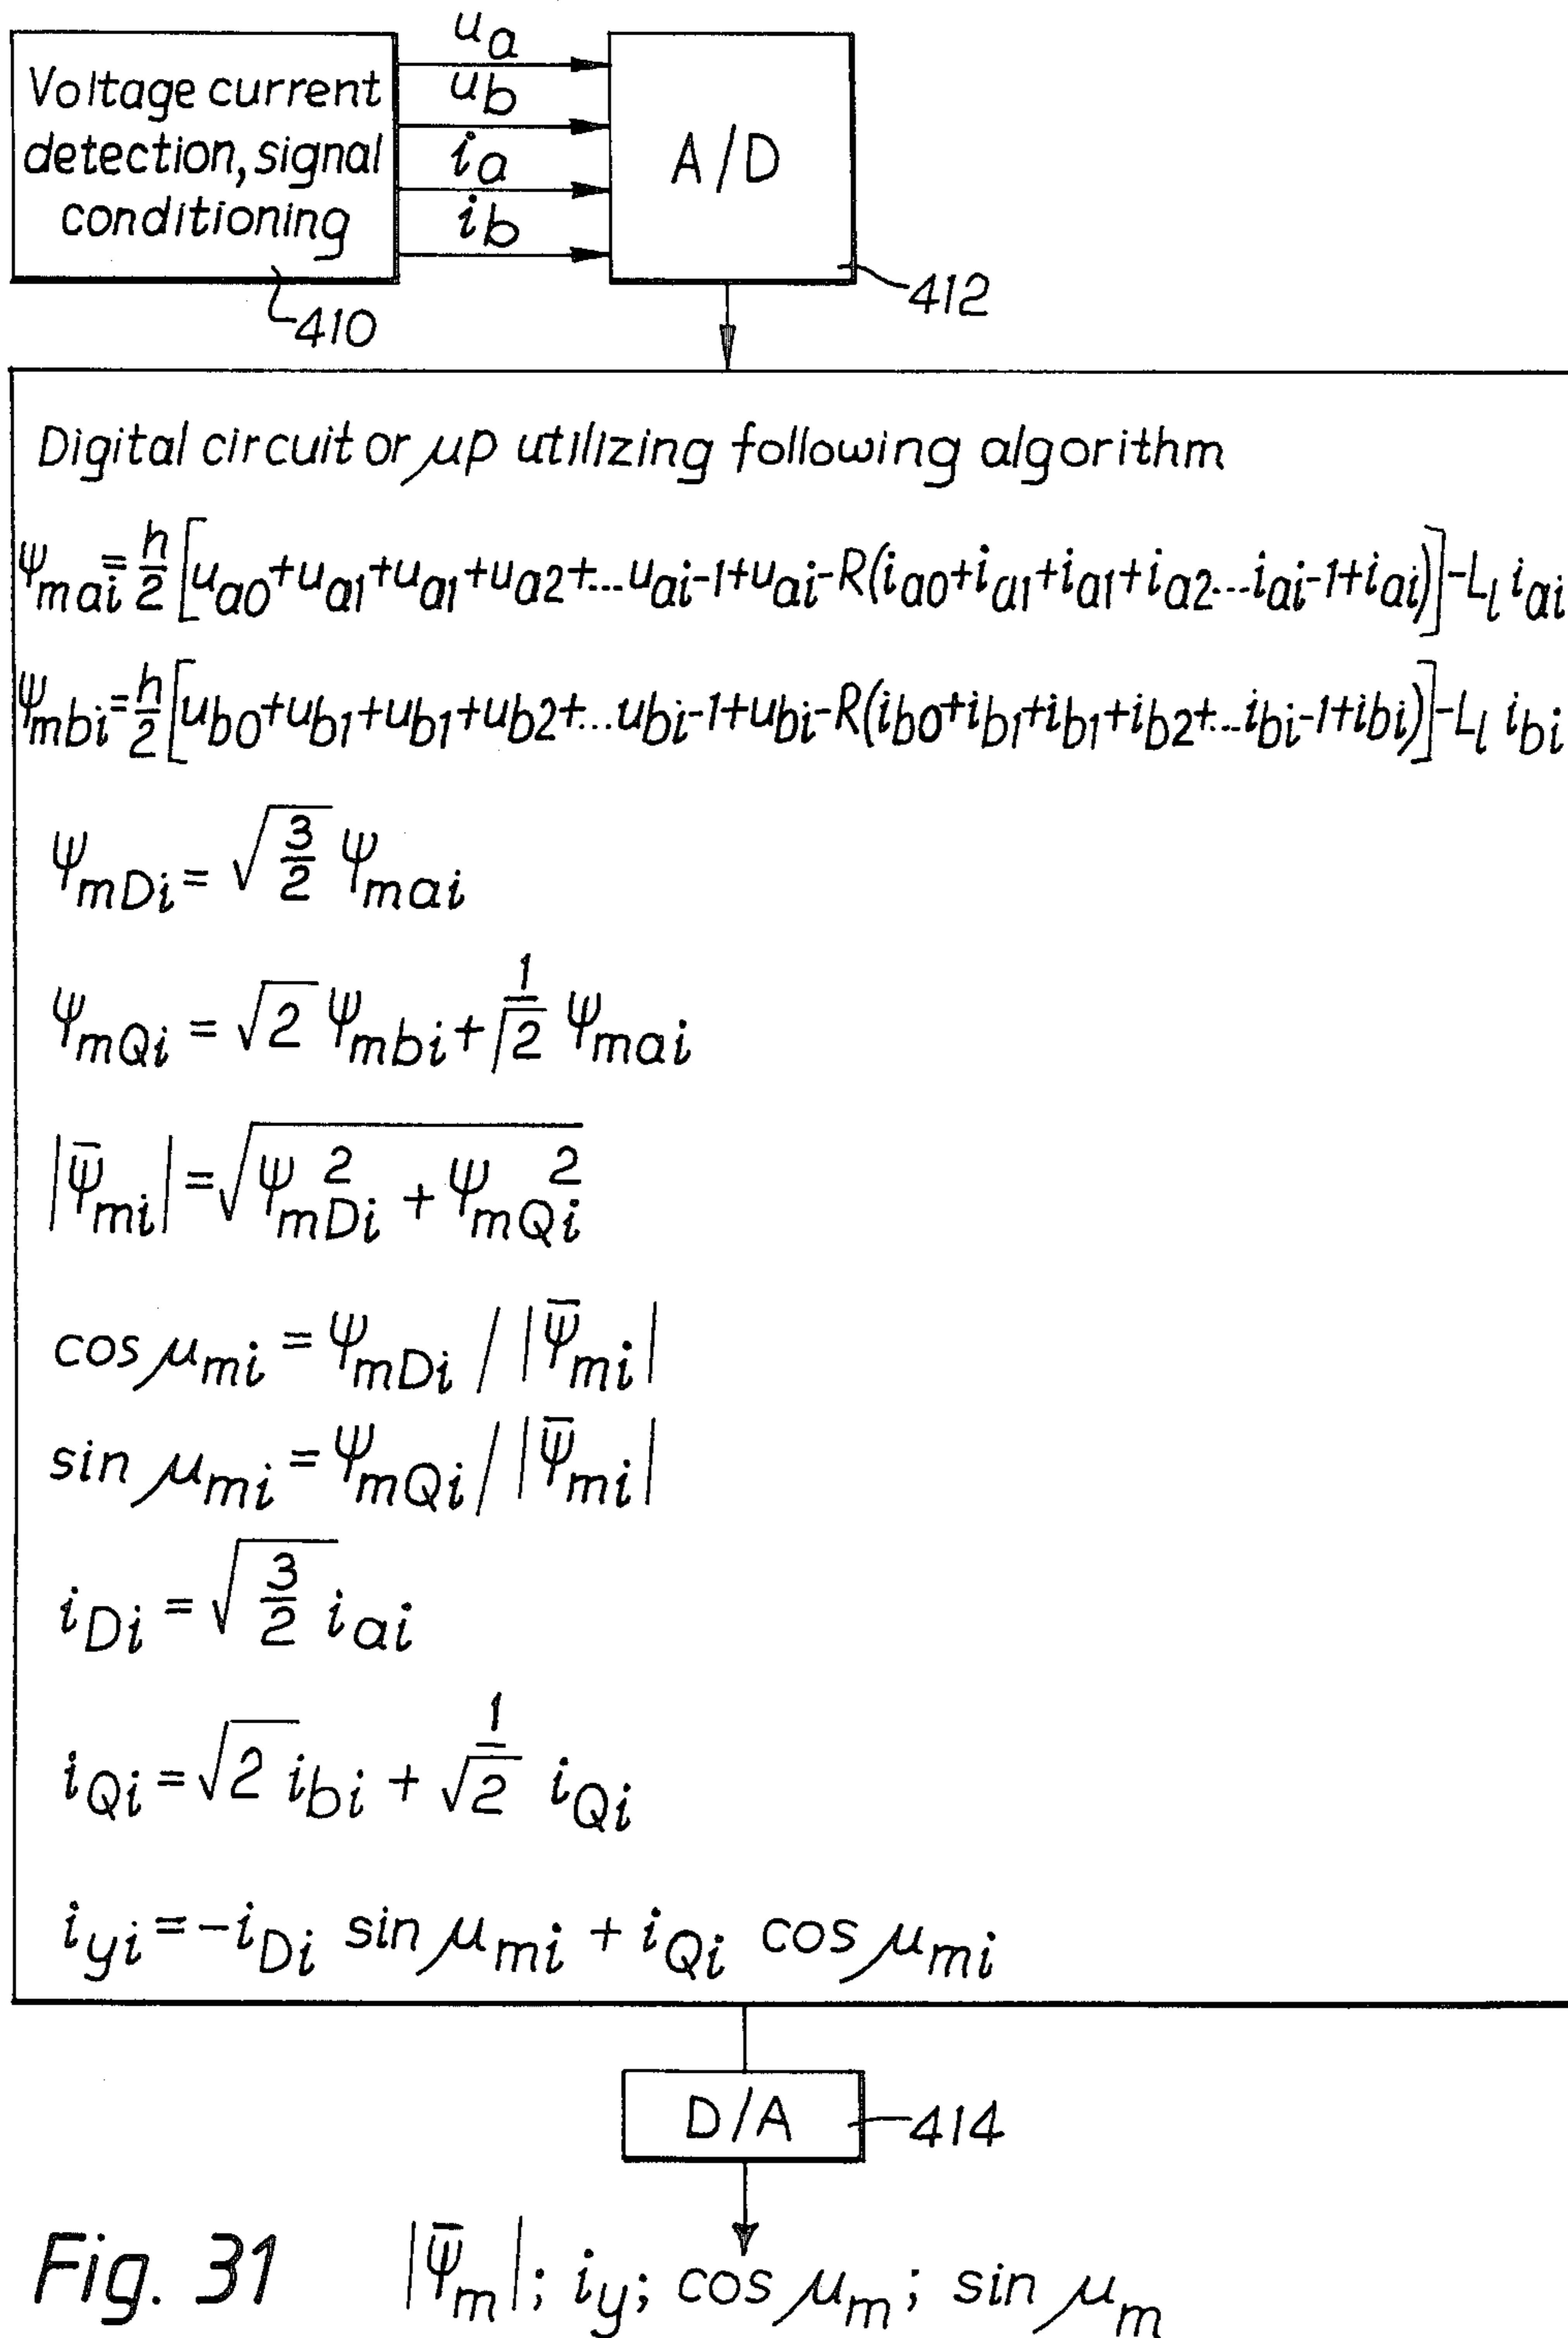 Voltage current
detection, signal
conditioning
u_a
u_b
i_a
i_b
A/D
410
412
Digital circuit or μp utilizing following algorithm
ψ_mai = h/2 [u_a0 + u_a1 + u_a1 + u_a2 +... u_ai-1 + u_ai - R(i_a0 + i_a1 + i_a1 + i_a2 ... i_ai-1 + i_ai)] - L_l i_ai
ψ_mbi = h/2 [u_b0 + u_b1 + u_b1 + u_b2 +... u_bi-1 + u_bi - R(i_b0 + i_b1 + i_b1 + i_b2 +... i_bi-1 + i_bi)] - L_l i_bi
ψ_mDi = √(3/2) ψ_mai
ψ_mQi = √2 ψ_mbi + 1/√2 ψ_mai
|ψ̄_mi| = √(ψ_mDi² + ψ_mQi²)
cos μ_mi = ψ_mDi / |ψ̄_mi|
sin μ_mi = ψ_mQi / |ψ̄_mi|
i_Di = √(3/2) i_ai
i_Qi = √2 i_bi + 1/√2 i_Qi
i_yi = -i_Di sin μ_mi + i_Qi cos μ_mi
D/A
414
Fig. 31
|ψ̄_m|; i_y; cos μ_m; sin μ_m